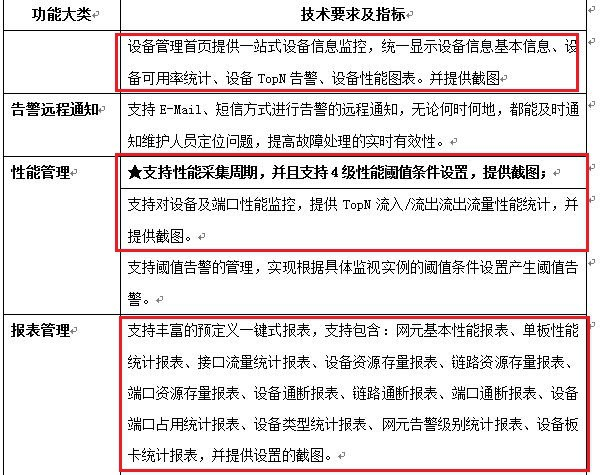 功能大类 技术要求及指标
设备管理首页提供一站式设备信息监控，统一显示设备信息基本信息、设
备可用率统计、设备 TopN 告警、设备性能图表。并提供截图
告警远程通知 支持 E-Mail、短信方式进行告警的远程通知，无论何时何地，都能及时通
知维护人员定位问题，提高故障处理的实时有效性。
性能管理 ★支持性能采集周期，并且支持 4 级性能阈值条件设置，提供截图；
支持对设备及端口性能监控，提供 TopN 流入/流出流出流量性能统计，并
提供截图。
支持阈值告警的管理，实现根据具体监视实例的阈值条件设置产生阈值告
警。
报表管理 支持丰富的预定义一键式报表，支持包含：网元基本性能报表、单板性能
统计报表、接口流量统计报表、设备资源存量报表、链路资源存量报表、
端口资源存量报表、设备通断报表、链路通断报表、端口通断报表、设备
端口占用统计报表、设备类型统计报表、网元告警级别统计报表、设备板
卡统计报表，并提供设置的截图。